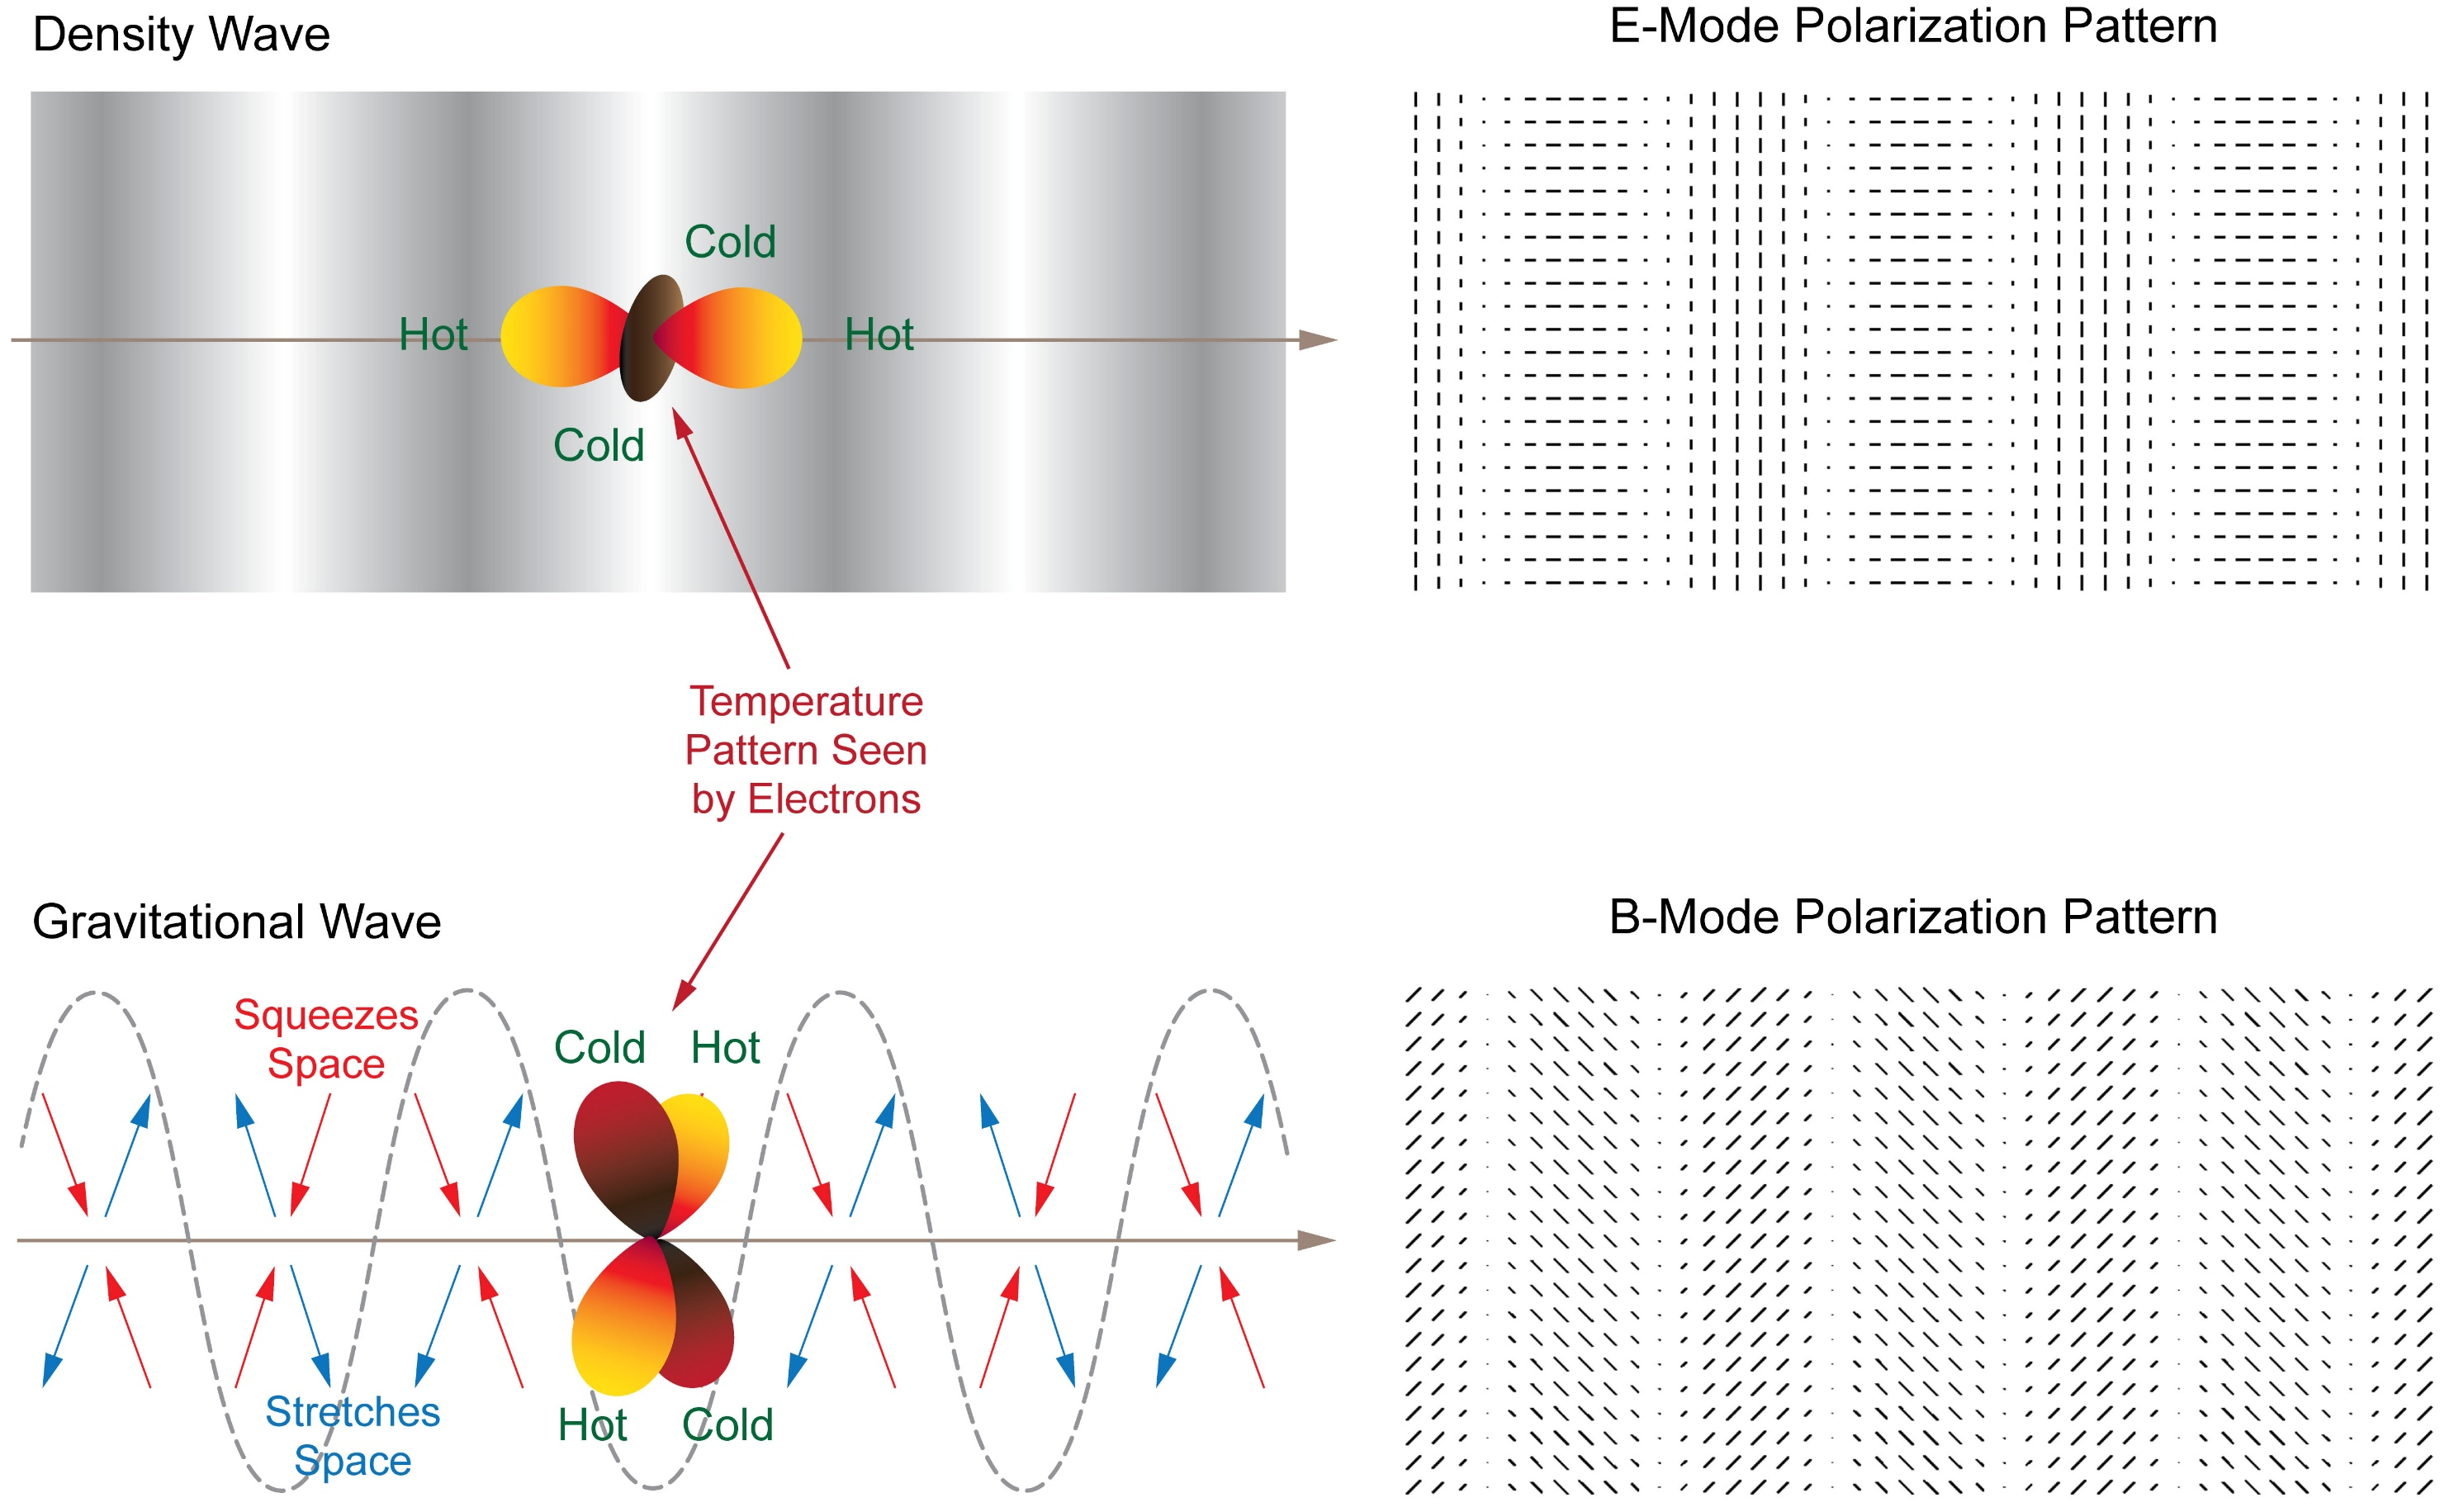 Density Wave
E-Mode Polarization Pattern
Cold
Hot
Hot
Cold
Temperature
Pattern Seen
by Electrons
Gravitational Wave
B-Mode Polarization Pattern
Squeezes
Space
Cold
Hot
Stretches
Space
Hot
Cold